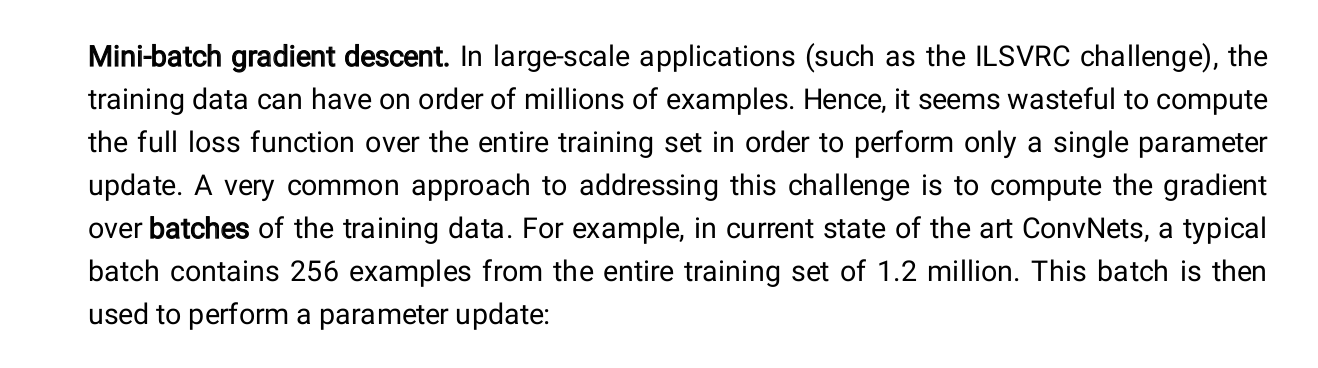 Mini-batch gradient descent. In large-scale applications (such as the ILSVRC challenge), the
training data can have on order of millions of examples. Hence, it seems wasteful to compute
the full loss function over the entire training set in order to perform only a single parameter
update. A very common approach to addressing this challenge is to compute the gradient
over batches of the training data. For example, in current state of the art ConvNets, a typical
batch contains 256 examples from the entire training set of 1.2 million. This batch is then
used to perform a parameter update: